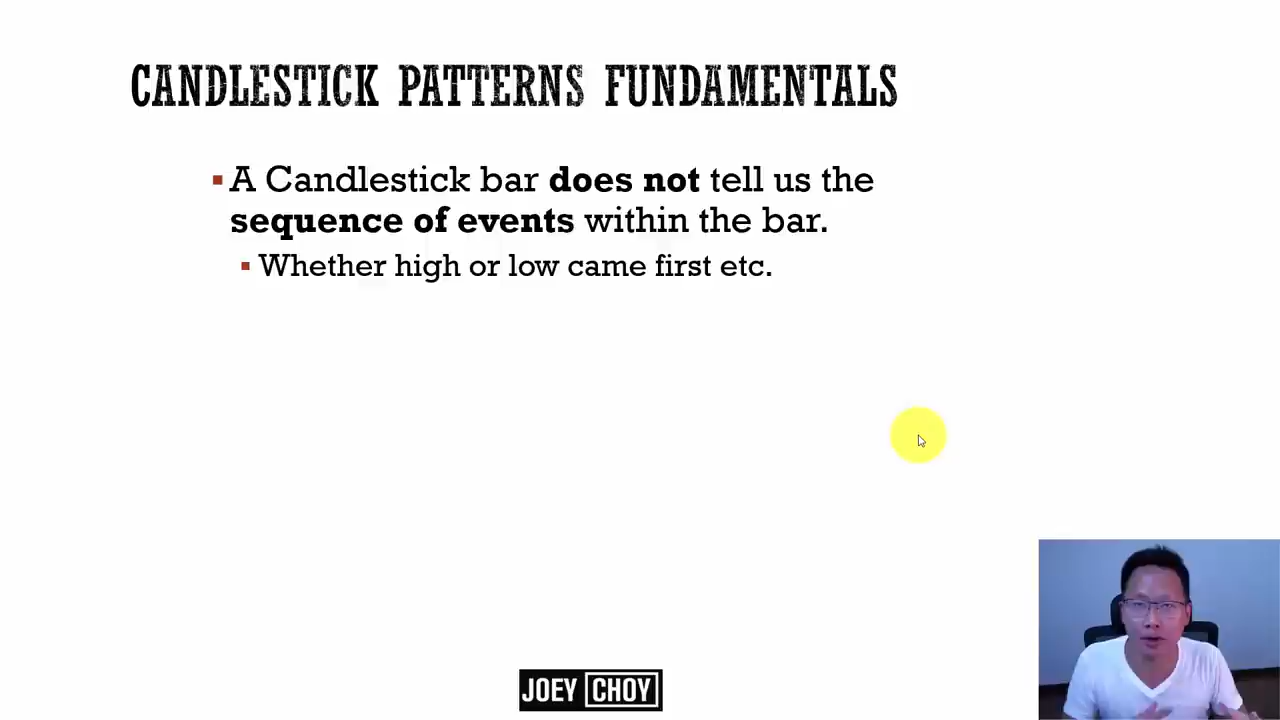 CANDLESTICK PATTERNS FUNDAMENTALS
▪ A Candlestick bar does not tell us the
sequence of events within the bar.
▪ Whether high or low came first etc.
JOEY CHOY